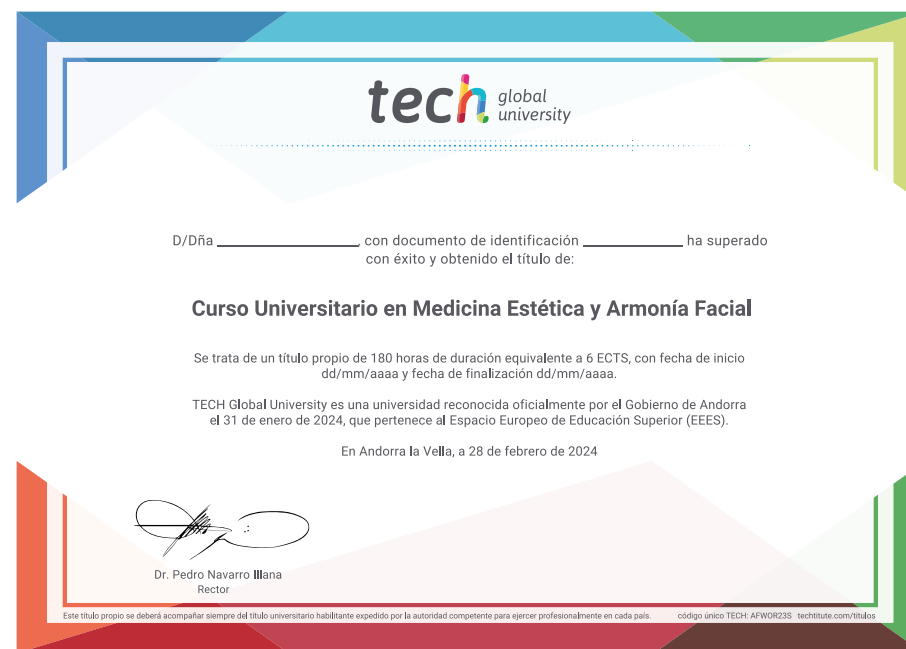 tech global
university
D/Dña ____________________, con documento de identificación ______________ ha superado
con éxito y obtenido el título de:
Curso Universitario en Medicina Estética y Armonía Facial
Se trata de un título propio de 180 horas de duración equivalente a 6 ECTS, con fecha de inicio
dd/mm/aaaa y fecha de finalización dd/mm/aaaa.
TECH Global University es una universidad reconocida oficialmente por el Gobierno de Andorra
el 31 de enero de 2024, que pertenece al Espacio Europeo de Educación Superior (EEES).
En Andorra la Vella, a 28 de febrero de 2024
Dr. Pedro Navarro Illana
Rector
Este título propio se deberá acompañar siempre del título universitario habilitante expedido por la autoridad competente para ejercer profesionalmente en cada país. código único TECH: AFWOR23S techtitute.com/titulos